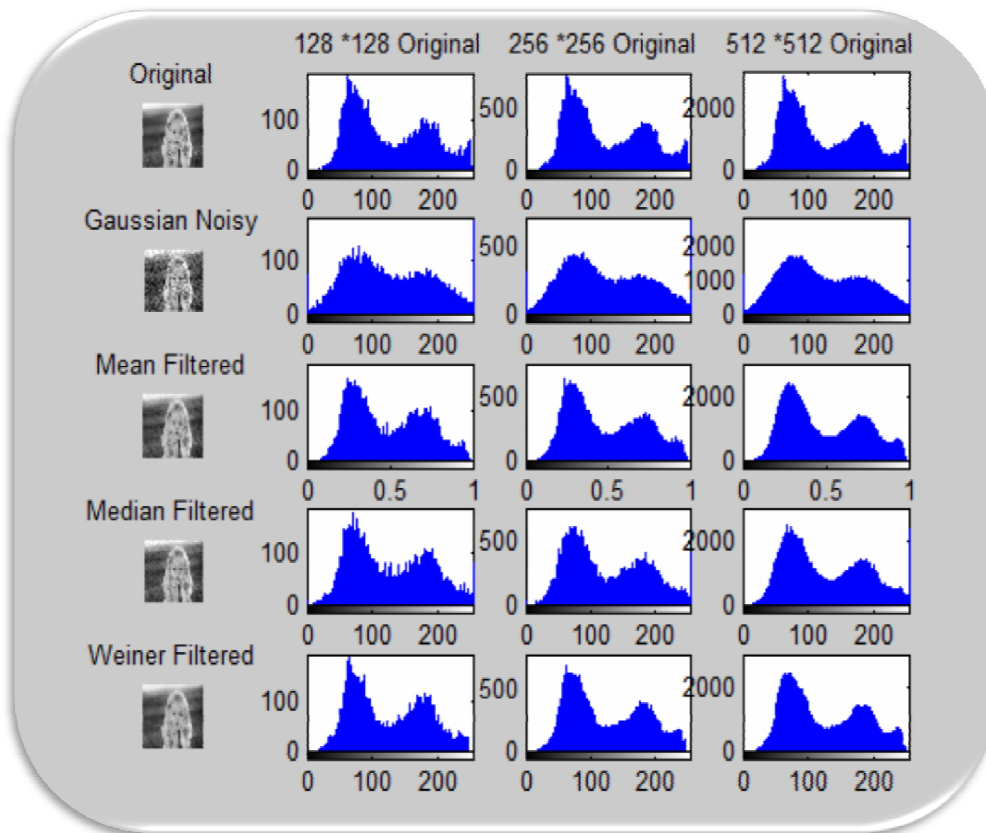 128 *128 Original 256 *256 Original 512 *512 Original
Original
100 500 2000
0 0 0
0 100 200 0 100 200 0 100 200
Gaussian Noisy
100 500 2000
1000
0 0 0
0 100 200 0 100 200 0 100 200
Mean Filtered
100 500 2000
0 0 0
0 0.5 1 0 0.5 1 0 0.5 1
Median Filtered
100 500 2000
0 0 0
0 100 200 0 100 200 0 100 200
Weiner Filtered
100 500 2000
0 0 0
0 100 200 0 100 200 0 100 200